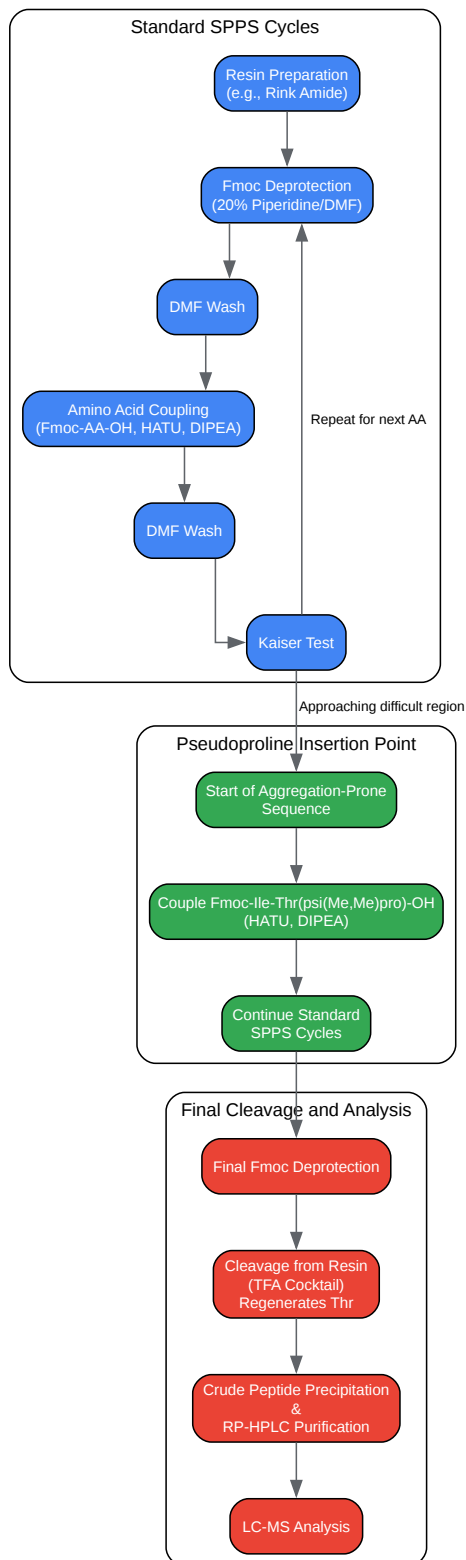 Standard SPPS Cycles
Resin Preparation
(e.g., Rink Amide)
Fmoc Deprotection
(20% Piperidine/DMF)
DMF Wash
Amino Acid Coupling
(Fmoc-AA-OH, HATU, DIPEA)
Repeat for next AA
DMF Wash
Kaiser Test
Approaching difficult region
Pseudoproline Insertion Point
Start of Aggregation-Prone
Sequence
Couple Fmoc-Ile-Thr(psi(Me,Me)pro)-OH
(HATU, DIPEA)
Continue Standard
SPPS Cycles
Final Cleavage and Analysis
Final Fmoc Deprotection
Cleavage from Resin
(TFA Cocktail)
Regenerates Thr
Crude Peptide Precipitation
&
RP-HPLC Purification
LC-MS Analysis